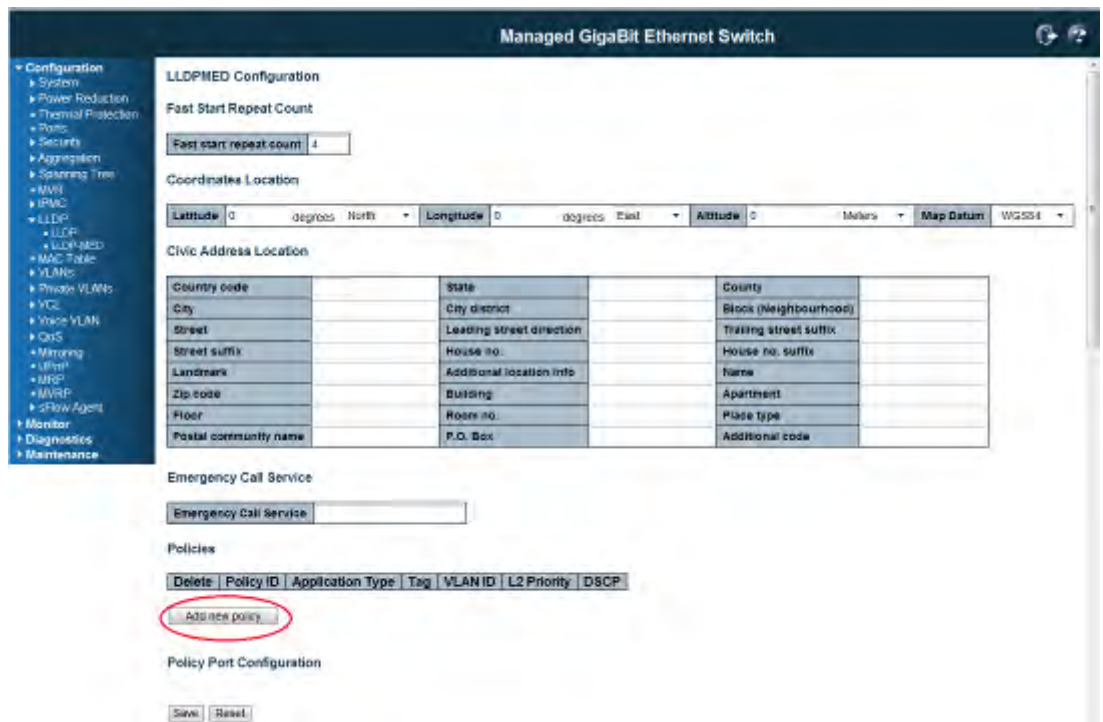 Managed GigaBit Ethernet Switch
Configuration
System
Power Reduction
Thermal Protection
Ports
Security
Aggregation
Spanning Tree
MVR
IPMC
LLDP
LLDP
LLDP-MED
MAC Table
VLANs
Private VLANs
VCL
Voice VLAN
QoS
Mirroring
UPnP
MRP
MVRP
sFlow Agent
Monitor
Diagnostics
Maintenance
LLDPMED Configuration
Fast Start Repeat Count
Fast start repeat count 4
Coordinates Location
Latitude 0 degrees North Longitude 0 degrees East Altitude 0 Meters Map Datum WGS84
Civic Address Location
Country code State County
City City district Block (Neighbourhood)
Street Leading street direction Trailing street suffix
Street suffix House no. House no. suffix
Landmark Additional location info Name
Zip code Building Apartment
Floor Room no. Place type
Postal community name P.O. Box Additional code
Emergency Call Service
Emergency Call Service
Policies
Delete Policy ID Application Type Tag VLAN ID L2 Priority DSCP
Add new policy
Policy Port Configuration
Save Reset